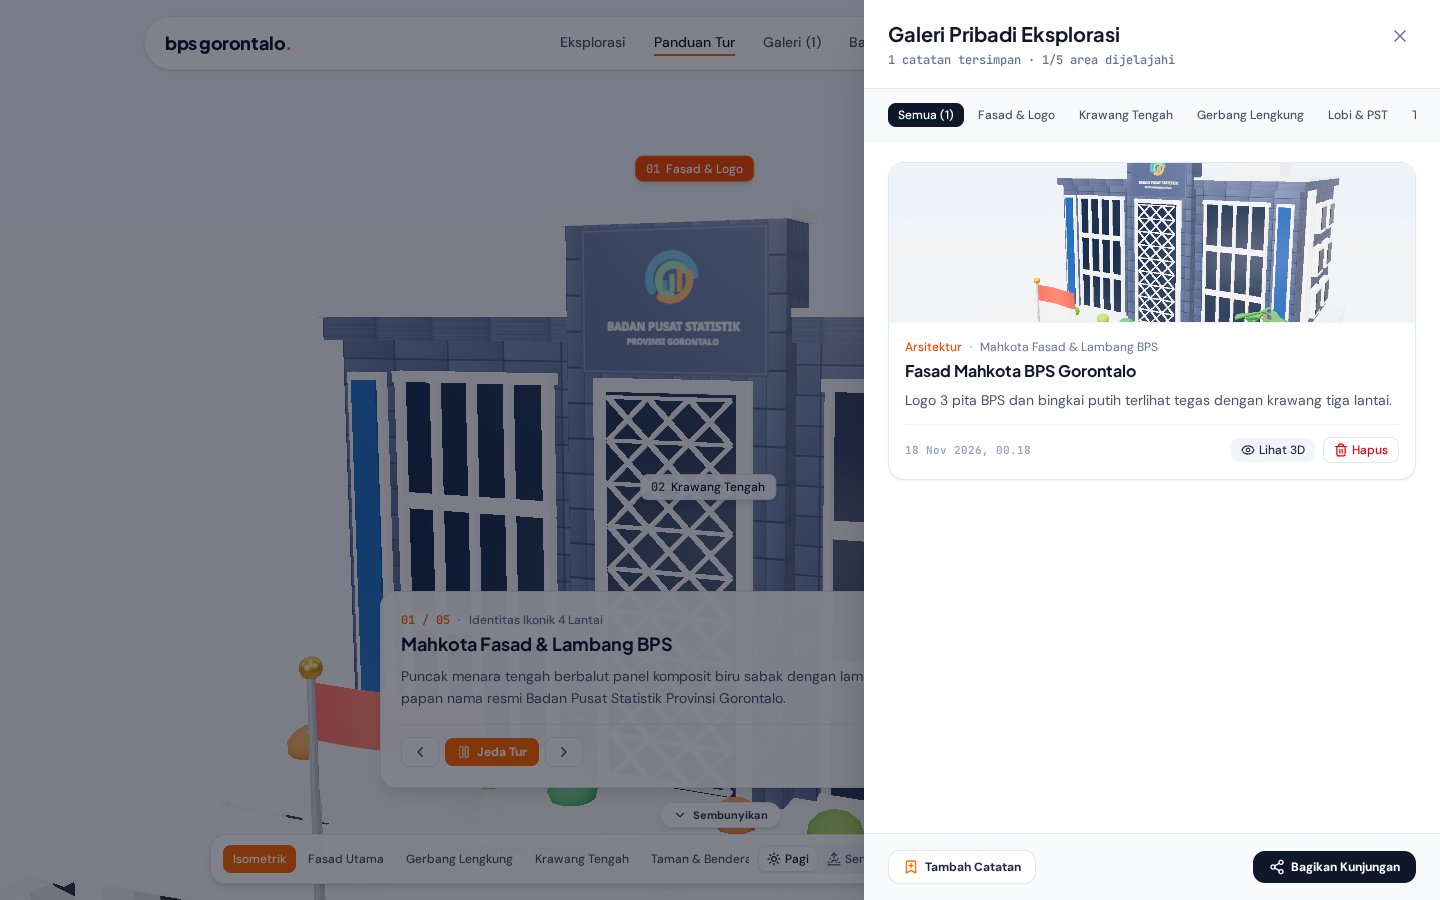 bpsgorontalo.
Eksplorasi
Panduan Tur
Galeri (1)
Ba
01 Fasad & Logo
BADAN PUSAT STATISTIK
PROVINSI GORONTALO
02 Krawang Tengah
01 / 05 · Identitas Ikonik 4 Lantai
Mahkota Fasad & Lambang BPS
Puncak menara tengah berbalut panel komposit biru sabak dengan lam
papan nama resmi Badan Pusat Statistik Provinsi Gorontalo.
Jeda Tur
Sembunyikan
Isometrik
Fasad Utama
Gerbang Lengkung
Krawang Tengah
Taman & Bendera
Pagi
Sen
Galeri Pribadi Eksplorasi
1 catatan tersimpan · 1/5 area dijelajahi
Semua (1)
Fasad & Logo
Krawang Tengah
Gerbang Lengkung
Lobi & PST
BADAN PUSAT STATISTIK
Arsitektur · Mahkota Fasad & Lambang BPS
Fasad Mahkota BPS Gorontalo
Logo 3 pita BPS dan bingkai putih terlihat tegas dengan krawang tiga lantai.
18 Nov 2026, 00.18
Lihat 3D
Hapus
Tambah Catatan
Bagikan Kunjungan